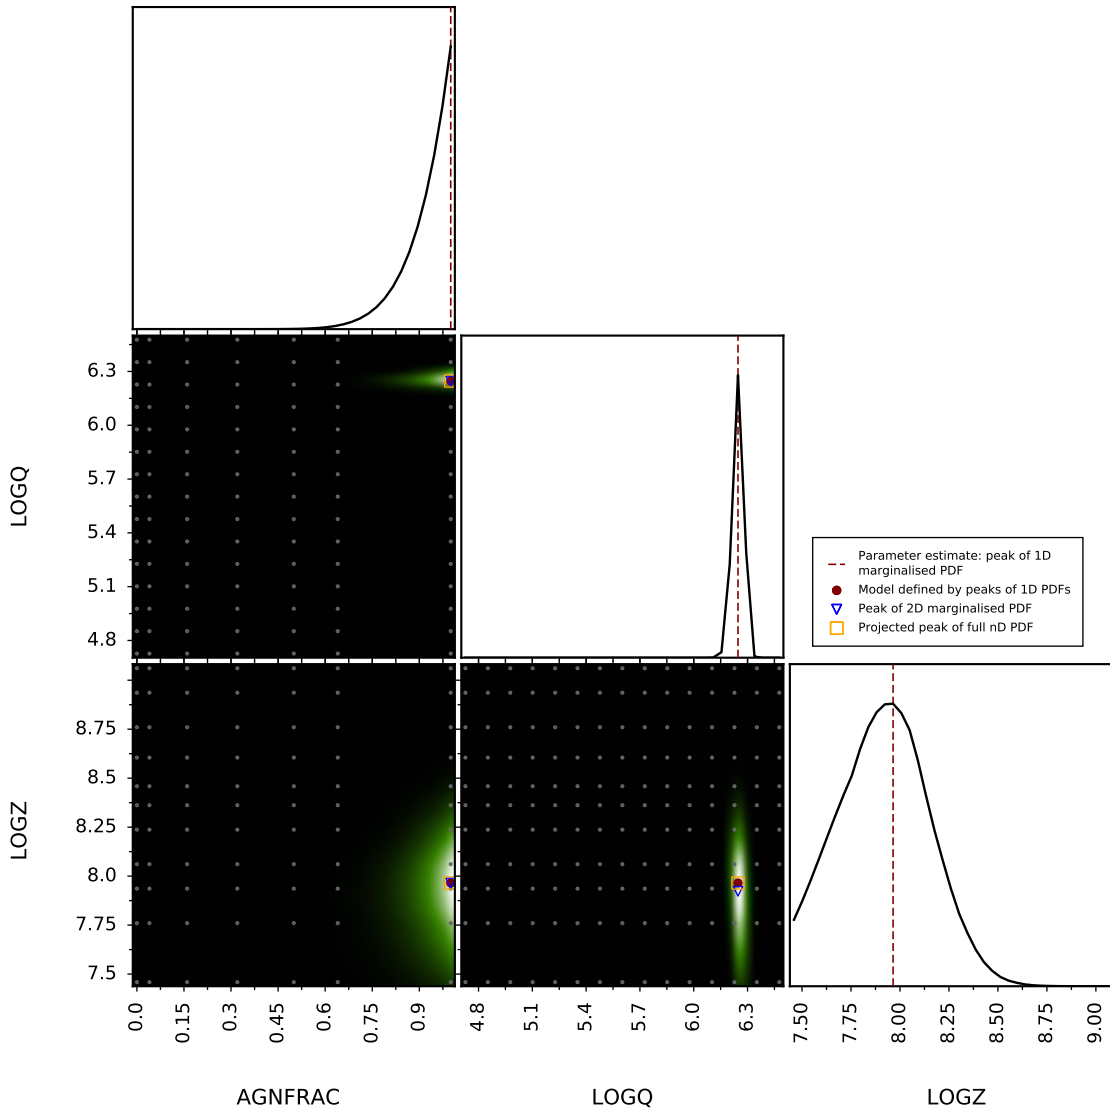 6.3
6.0
5.7
5.4
5.1
4.8
LOGQ
Parameter estimate: peak of 1D
marginalised PDF
Model defined by peaks of 1D PDFs
Peak of 2D marginalised PDF
Projected peak of full nD PDF
8.75
8.5
8.25
8.0
7.75
7.5
LOGZ
0.0 0.15 0.3 0.45 0.6 0.75 0.9
4.8 5.1 5.4 5.7 6.0 6.3
7.50 7.75 8.00 8.25 8.50 8.75 9.00
AGNFRAC LOGQ LOGZ